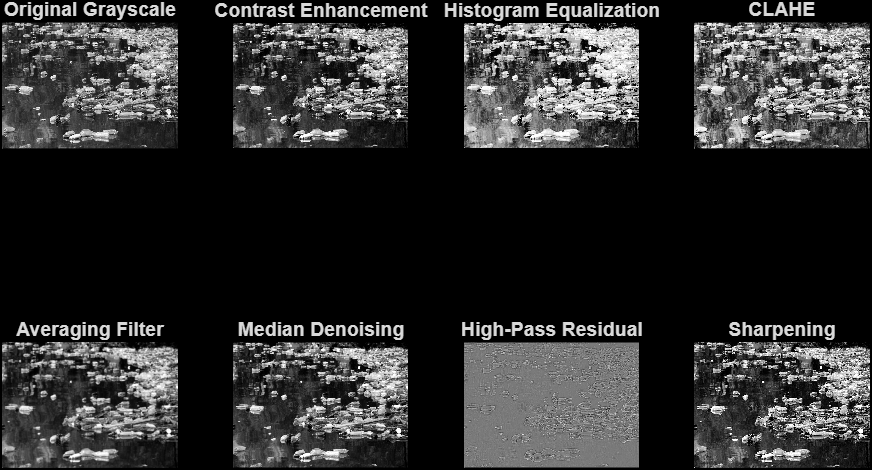 Original Grayscale
Contrast Enhancement
Histogram Equalization
CLAHE
Averaging Filter
Median Denoising
High-Pass Residual
Sharpening